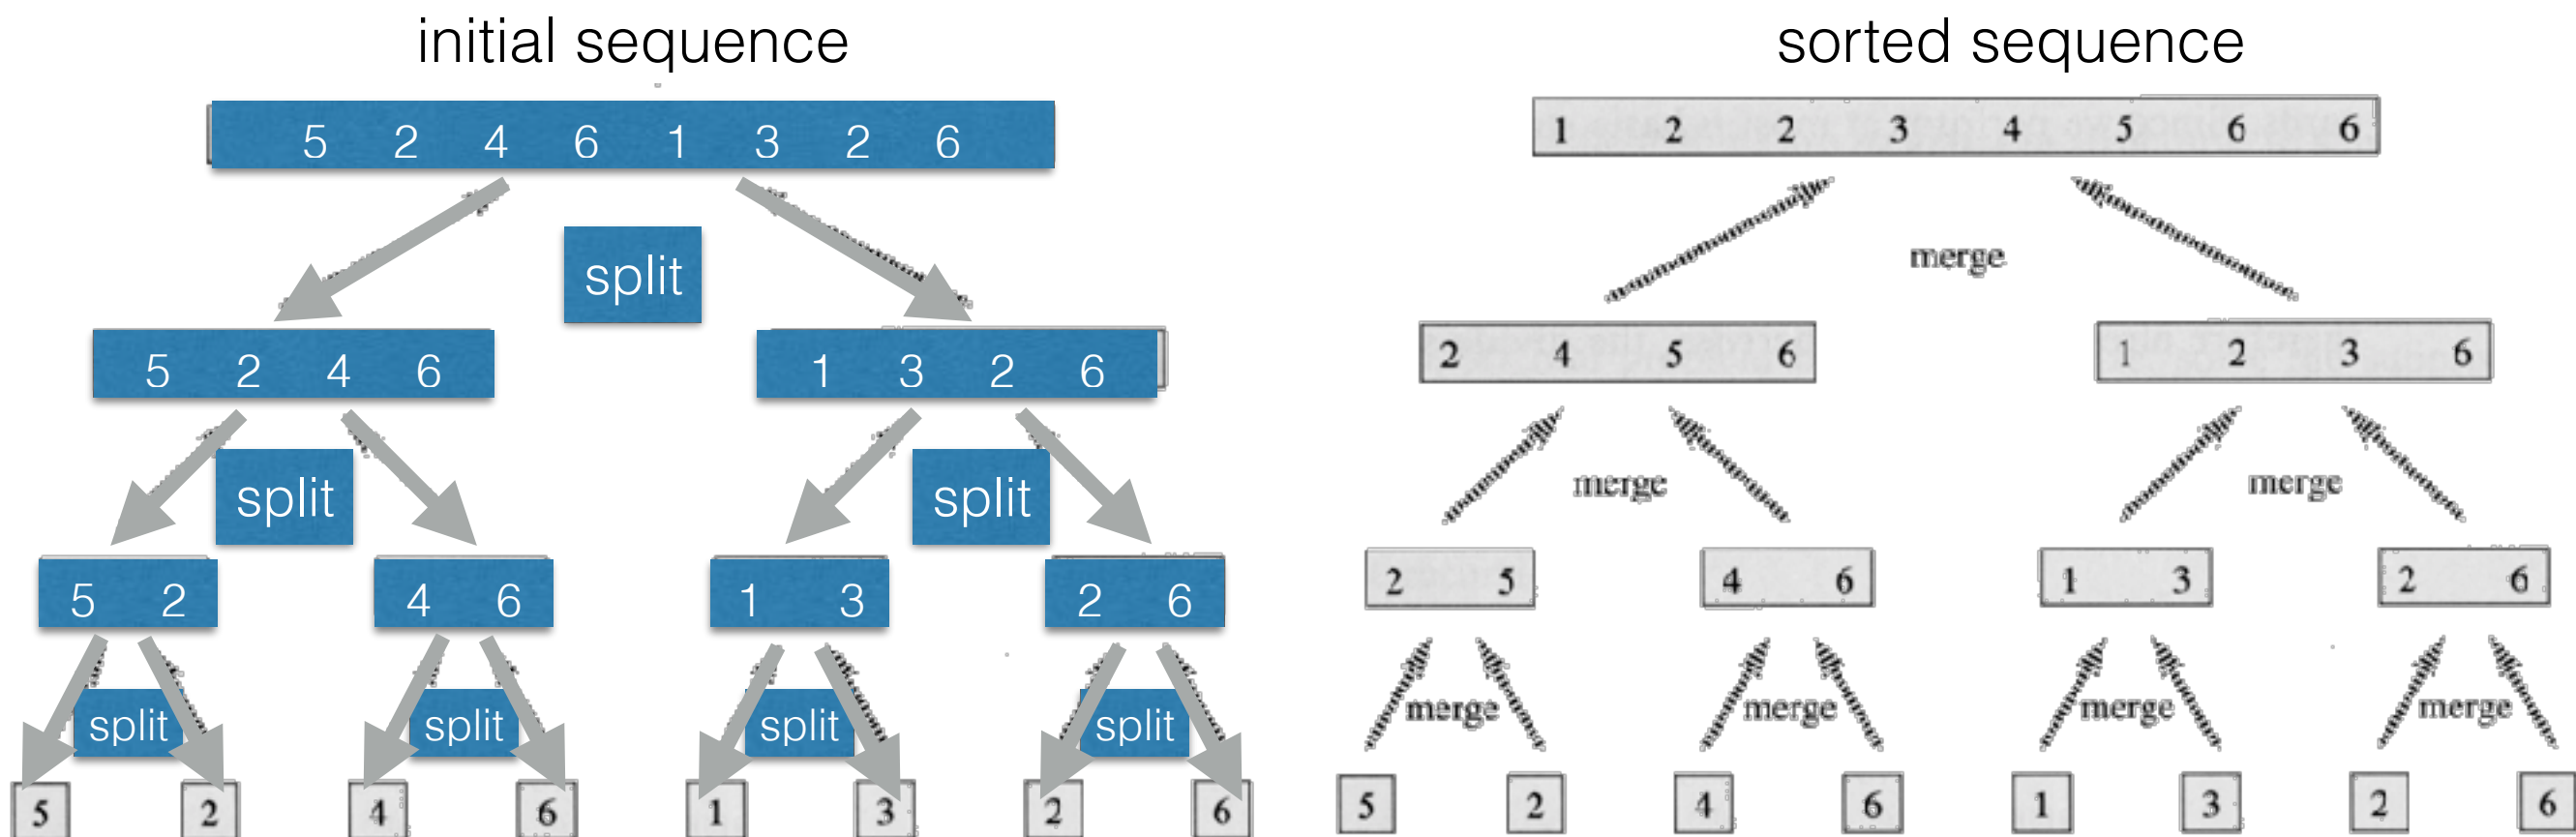 initial sequence
5 2 4 6 1 3 2 6
split
5 2 4 6
1 3 2 6
split
split
5 2
4 6
1 3
2 6
split
split
split
split
5
2
4
6
1
3
2
6
sorted sequence
1 2 2 3 4 5 6 6
merge
2 4 5 6
1 2 3 6
merge
merge
2 5
4 6
1 3
2 6
merge
merge
merge
merge
5
2
4
6
1
3
2
6